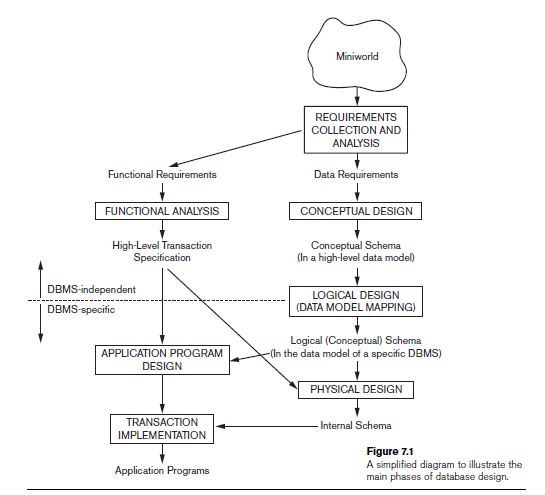 Miniworld
REQUIREMENTS
COLLECTION AND
ANALYSIS
Functional Requirements
Data Requirements
FUNCTIONAL ANALYSIS
CONCEPTUAL DESIGN
High-Level Transaction
Specification
Conceptual Schema
(In a high-level data model)
DBMS-independent
DBMS-specific
LOGICAL DESIGN
(DATA MODEL MAPPING)
Logical (Conceptual) Schema
(In the data model of a specific DBMS)
APPLICATION PROGRAM
DESIGN
PHYSICAL DESIGN
TRANSACTION
IMPLEMENTATION
Internal Schema
Application Programs
Figure 7.1
A simplified diagram to illustrate the
main phases of database design.